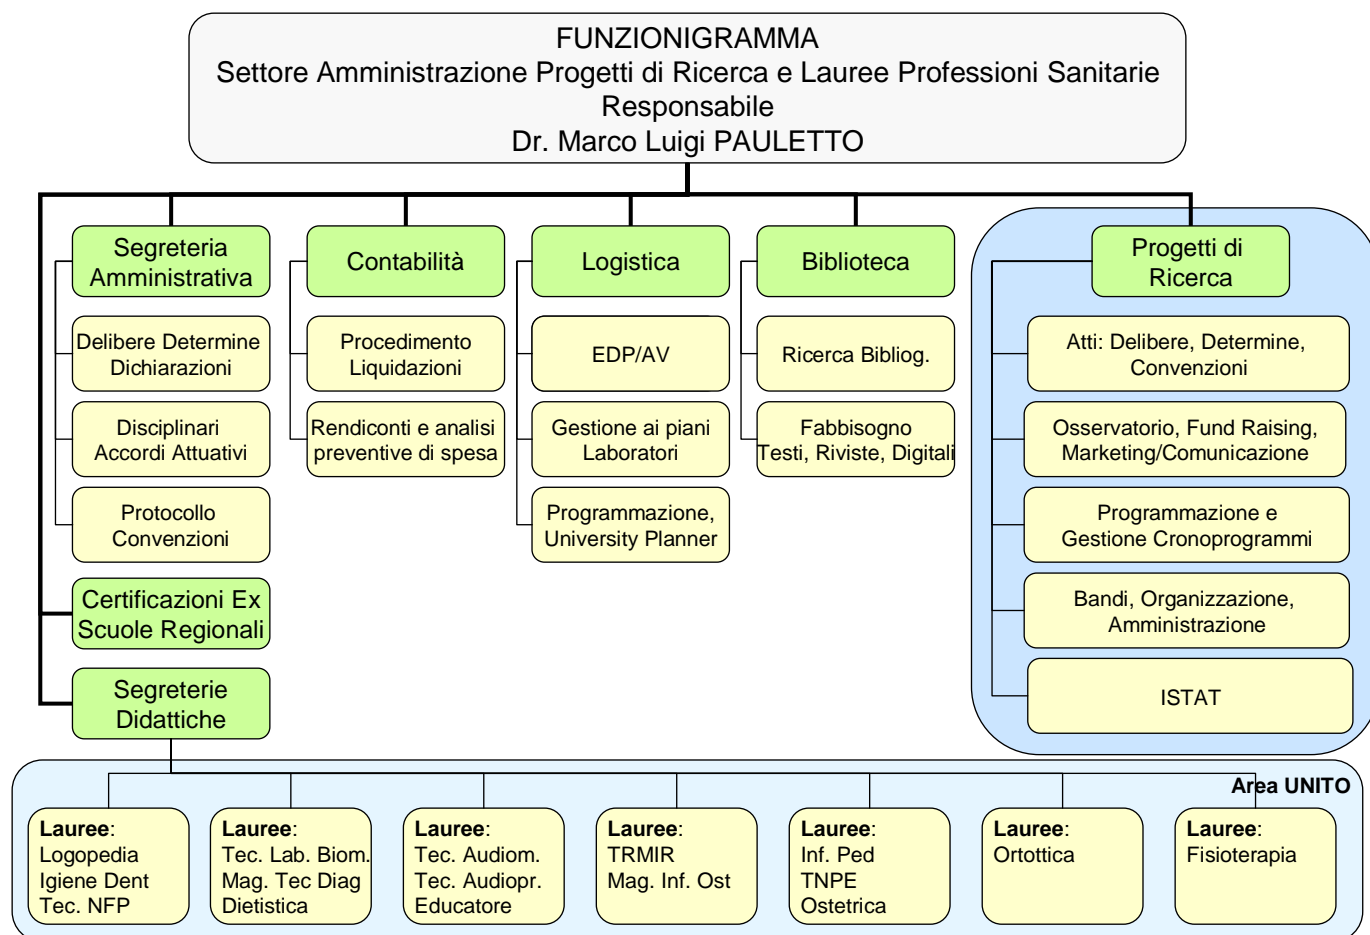 FUNZIONIGRAMMA
Settore Amministrazione Progetti di Ricerca e Lauree Professioni Sanitarie
Responsabile
Dr. Marco Luigi PAULETTO
Segreteria
Amministrativa
Delibere Determine
Dichiarazioni
Disciplinari
Accordi Attuativi
Protocollo
Convenzioni
Certificazioni Ex
Scuole Regionali
Segreterie
Didattiche
Contabilità
Procedimento
Liquidazioni
Rendiconti e analisi
preventive di spesa
Logistica
EDP/AV
Gestione ai piani
Laboratori
Programmazione,
University Planner
Biblioteca
Ricerca Bibliog.
Fabbisogno
Testi, Riviste, Digitali
Progetti di
Ricerca
Atti: Delibere, Determine,
Convenzioni
Osservatorio, Fund Raising,
Marketing/Comunicazione
Programmazione e
Gestione Cronoprogrammi
Bandi, Organizzazione,
Amministrazione
ISTAT
Area UNITO
Lauree:
Logopedia
Igiene Dent
Tec. NFP
Lauree:
Tec. Lab. Biom.
Mag. Tec Diag
Dietistica
Lauree:
Tec. Audiom.
Tec. Audiopr.
Educatore
Lauree:
TRMIR
Mag. Inf. Ost
Lauree:
Inf. Ped
TNPE
Ostetrica
Lauree:
Ortottica
Lauree:
Fisioterapia